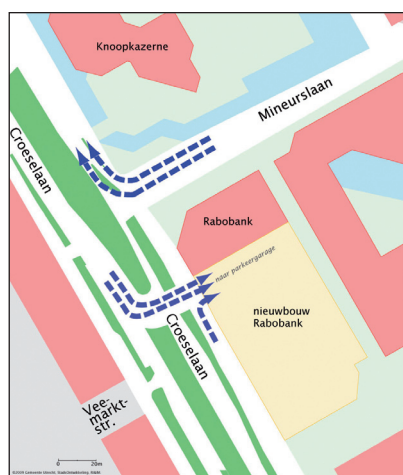 Knoopkazerne
Mineurslaan
Croeselaan
Rabobank
naar parkeergarage
nieuwbouw
Rabobank
Croeselaan
Vee-
markt-
str.
0 20m